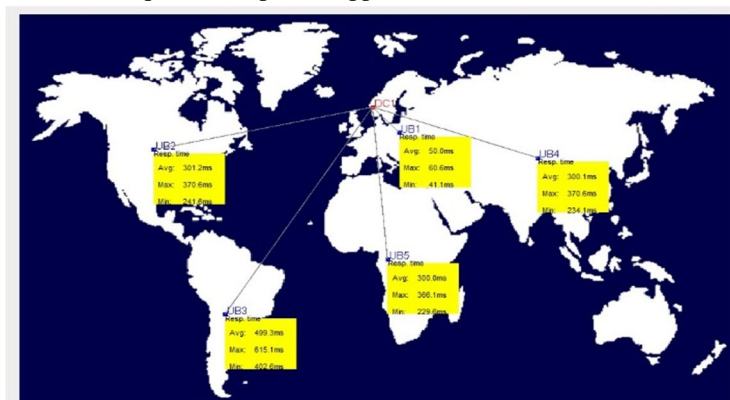 DC1
UB2
Resp. time
Avg: 301.2ms
Max: 370.6ms
Min: 241.6ms
UB1
Resp. time
Avg: 50.0ms
Max: 60.6ms
Min: 41.1ms
UB4
Resp. time
Avg: 300.1ms
Max: 370.6ms
Min: 234.1ms
UB5
Resp. time
Avg: 300.0ms
Max: 366.1ms
Min: 229.6ms
UB3
Resp. time
Avg: 499.3ms
Max: 615.1ms
Min: 402.6ms